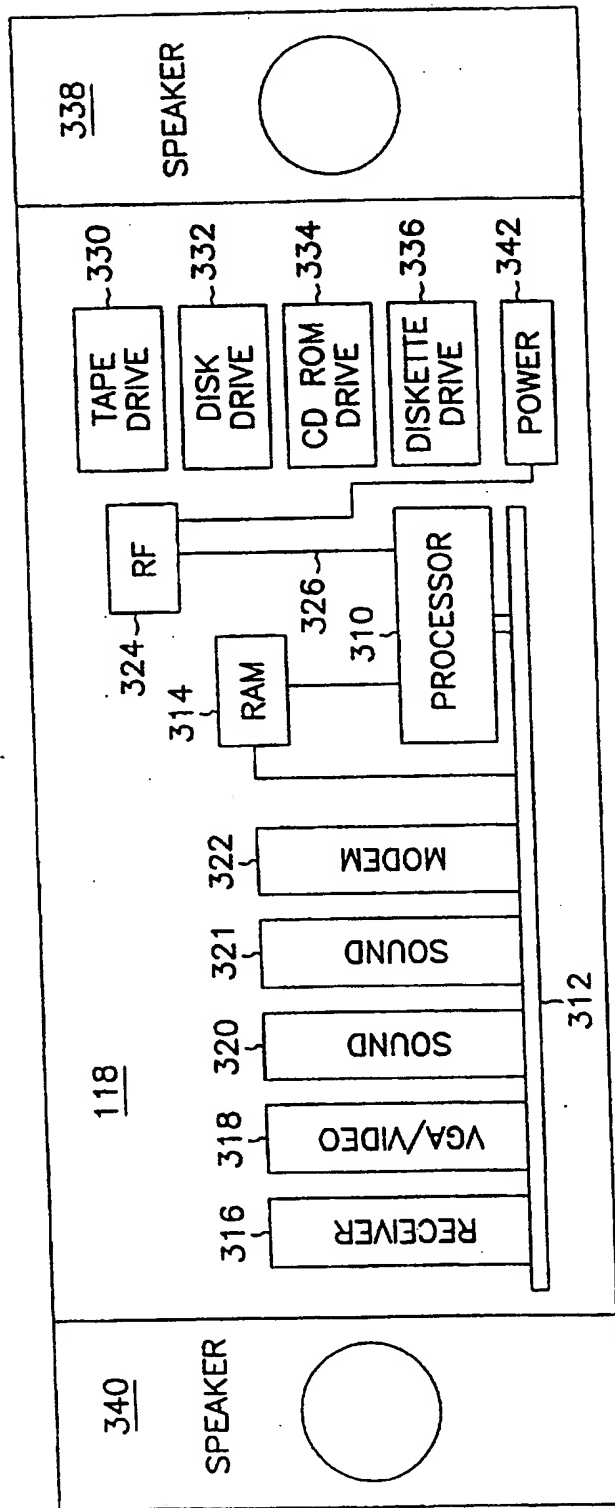 340
SPEAKER
118
316
RECEIVER
318
VGA/VIDEO
320
SOUND
321
SOUND
322
MODEM
312
314
RAM
324
RF
326
310
PROCESSOR
TAPE
DRIVE
330
DISK
DRIVE
332
CD ROM
DRIVE
334
DISKETTE
DRIVE
336
POWER
342
338
SPEAKER